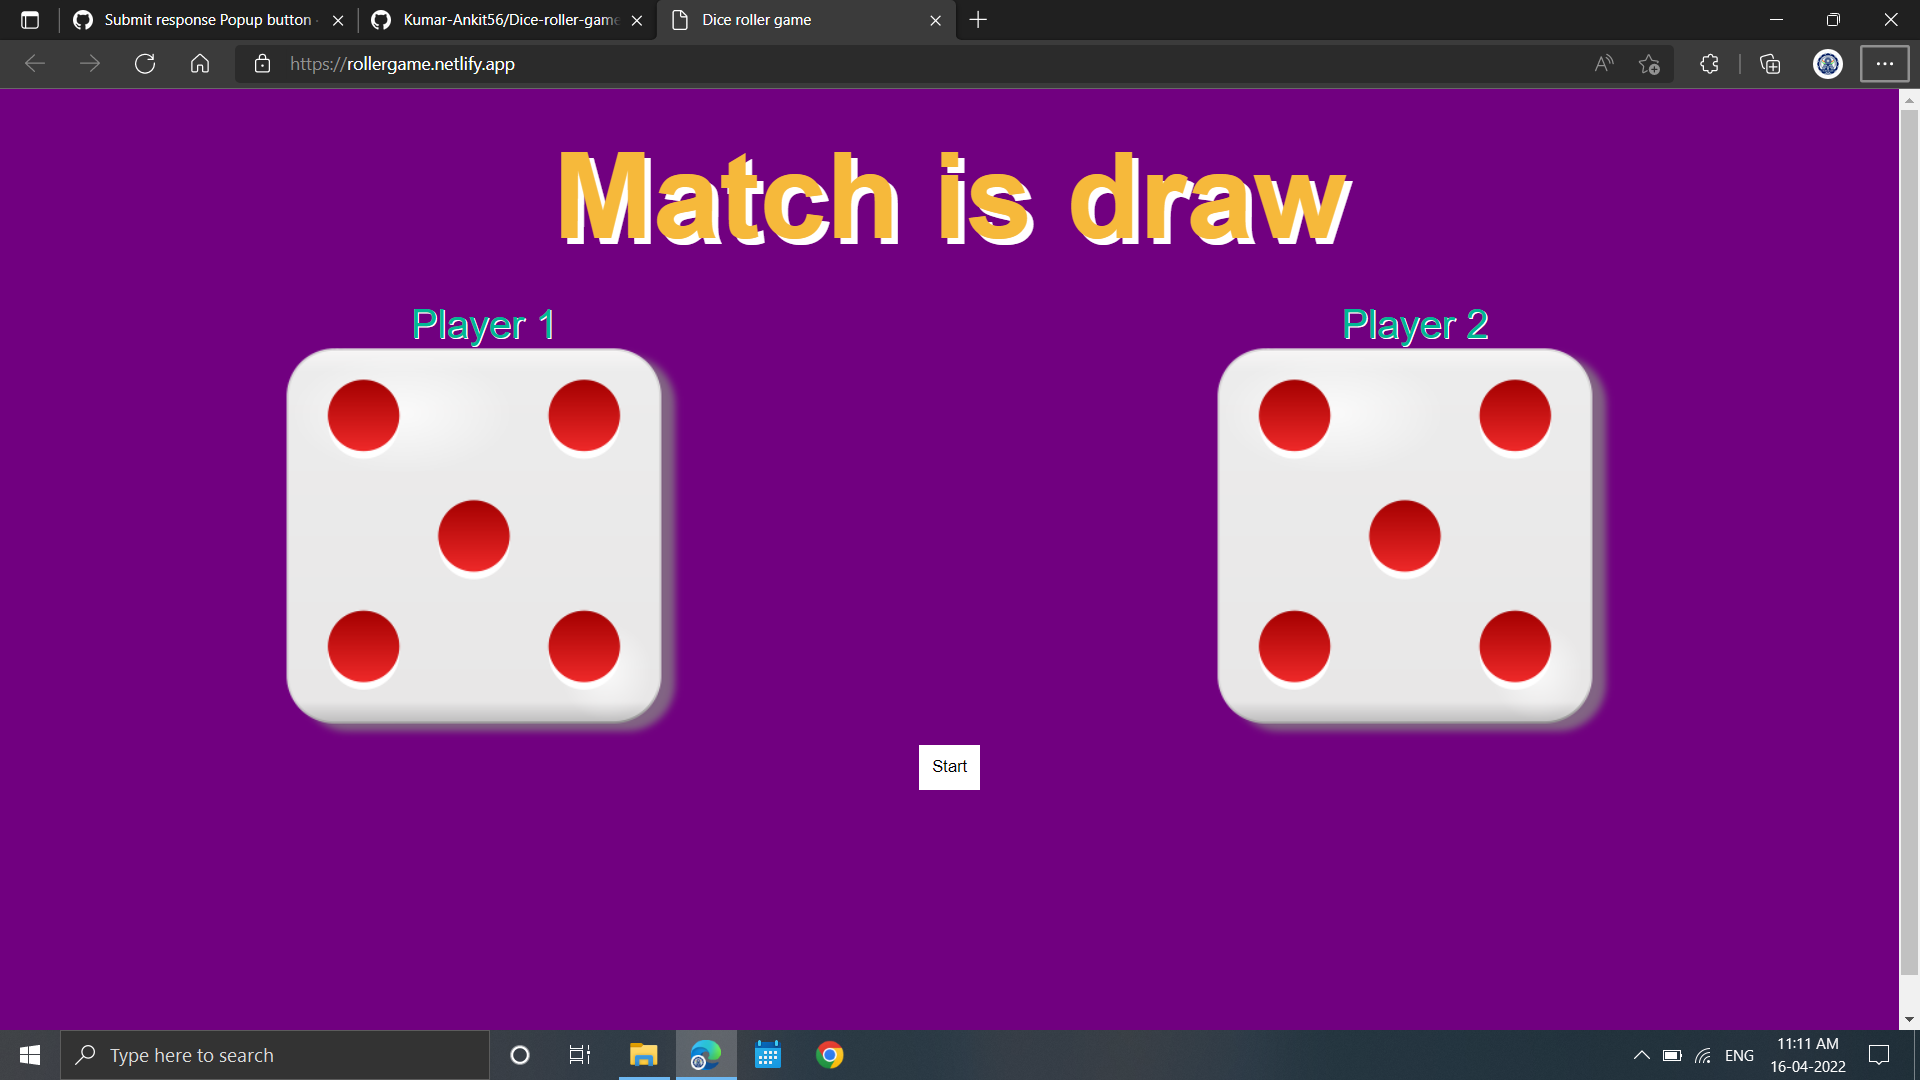 Submit response Popup button
Kumar-Ankit56/Dice-roller-game
Dice roller game
https://rollergame.netlify.app
Match is draw
Player 1
Player 2
Start
Type here to search
ENG
11:11 AM
16-04-2022